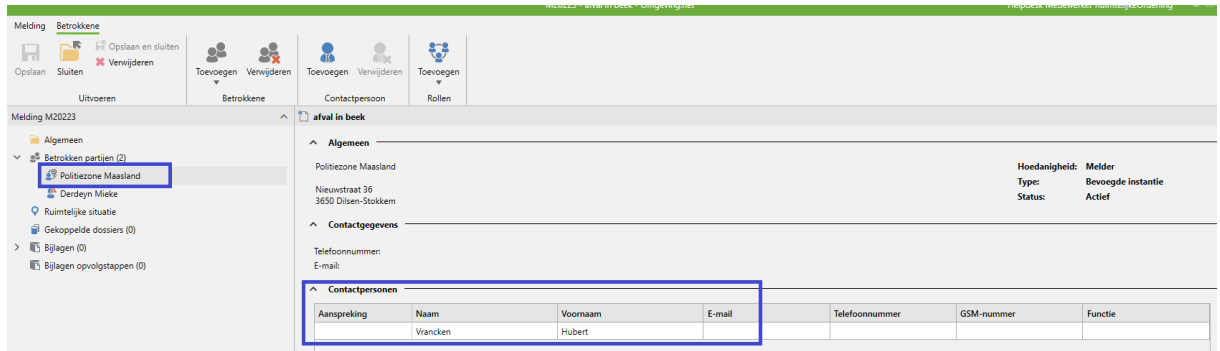 M20223 - afval in beek - Omgeving.net Helpdesk Medewerker RuimtelijkeOrdening
Melding Betrokkene
Opslaan
Sluiten
Opslaan en sluiten
Verwijderen
Uitvoeren
Toevoegen
Verwijderen
Betrokkene
Toevoegen
Verwijderen
Contactpersoon
Toevoegen
Rollen
Melding M20223
Algemeen
Betrokken partijen (2)
Politiezone Maasland
Derdeyn Mieke
Ruimtelijke situatie
Gekoppelde dossiers (0)
Bijlagen (0)
Bijlagen opvolgstappen (0)
afval in beek
Algemeen
Politiezone Maasland
Nieuwstraat 36
3650 Dilsen-Stokkem
Hoedanigheid: Melder
Type: Bevoegde instantie
Status: Actief
Contactgegevens
Telefoonnummer:
E-mail:
Contactpersonen
Aanspreking Naam Voornaam E-mail Telefoonnummer GSM-nummer Functie
Vrancken Hubert